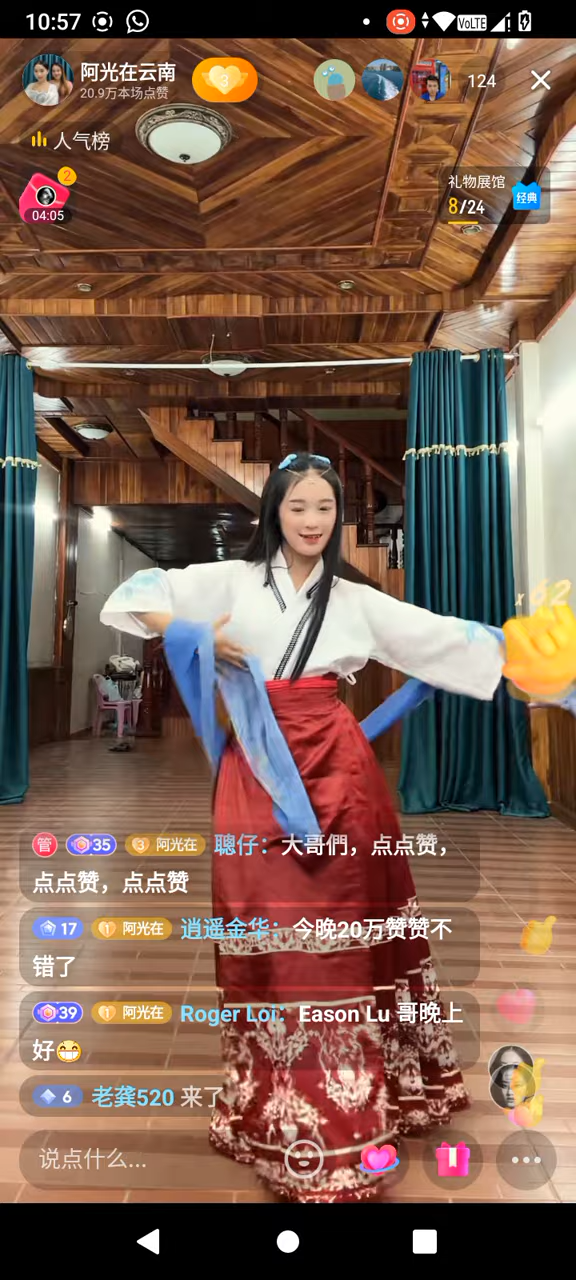 10:57
VoLTE
阿光在云南
20.9万本场点赞
3
124
人气榜
2
04:05
礼物展馆
8/24
经典
x62
管 35 3 阿光在 聰仔：大哥們，点点赞，
点点赞，点点赞
17 1 阿光在 逍遥金华：今晚20万赞赞不
错了
39 1 阿光在 Roger Loi：Eason Lu 哥晚上
好😁
6 老龚520 来了
说点什么...